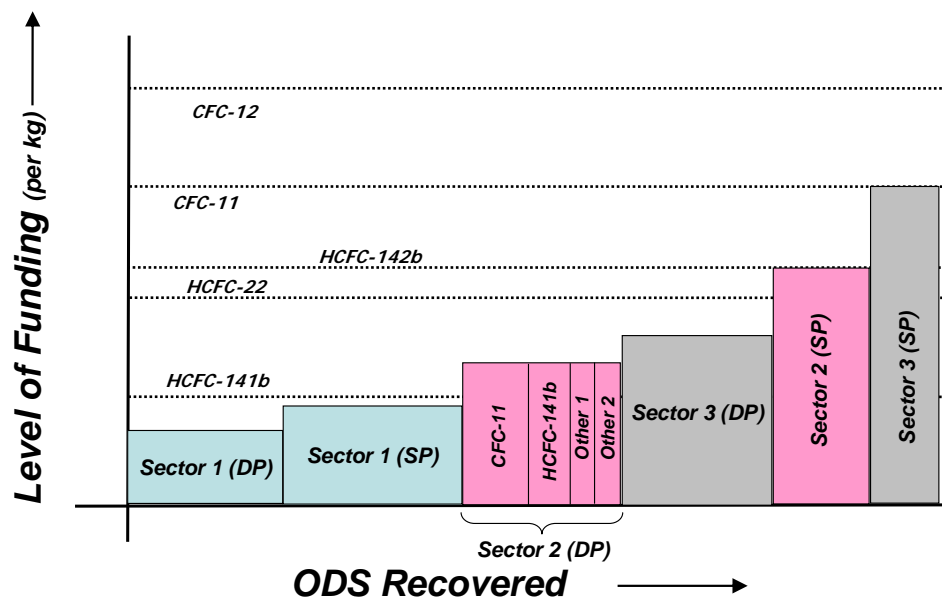 Level of Funding (per kg)
CFC-12
CFC-11
HCFC-142b
HCFC-22
HCFC-141b
Sector 1 (DP)
Sector 1 (SP)
CFC-11
HCFC-141b
Other 1
Other 2
Sector 3 (DP)
Sector 2 (SP)
Sector 3 (SP)
Sector 2 (DP)
ODS Recovered